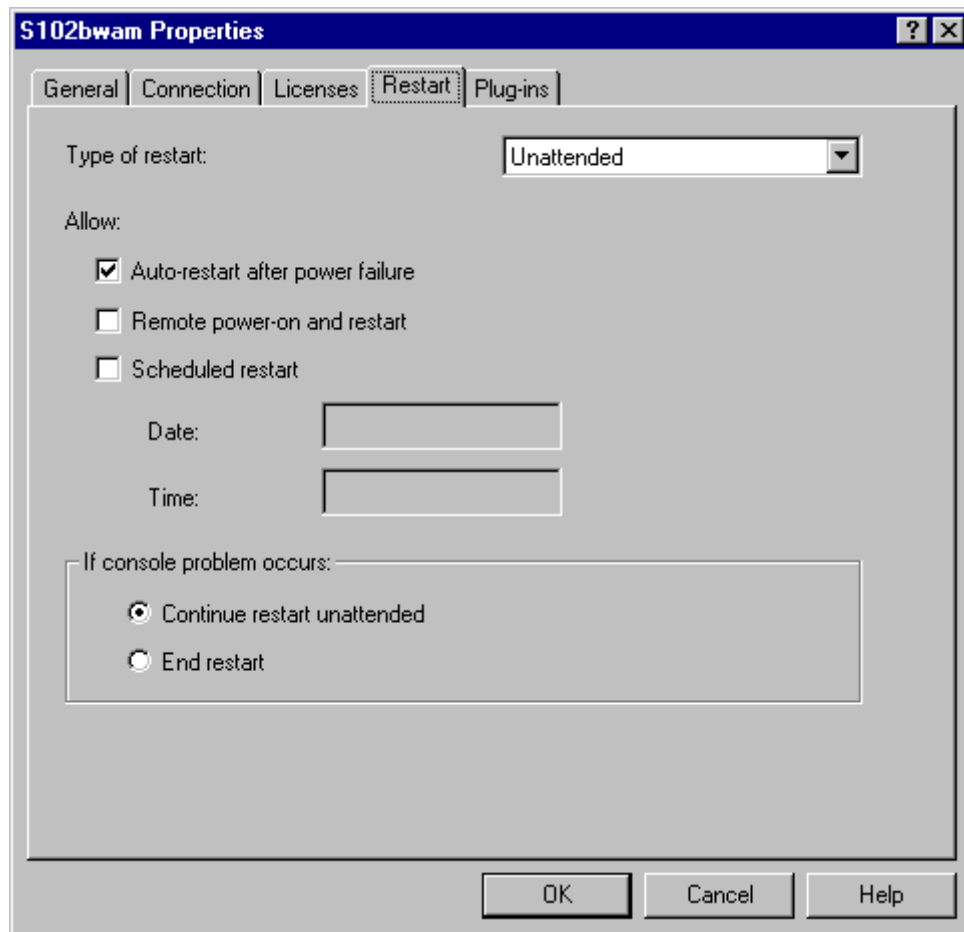 S102bwam Properties
General Connection Licenses Restart Plug-ins
Type of restart: Unattended
Allow:
Auto-restart after power failure
Remote power-on and restart
Scheduled restart
Date:
Time:
If console problem occurs:
Continue restart unattended
End restart
OK Cancel Help